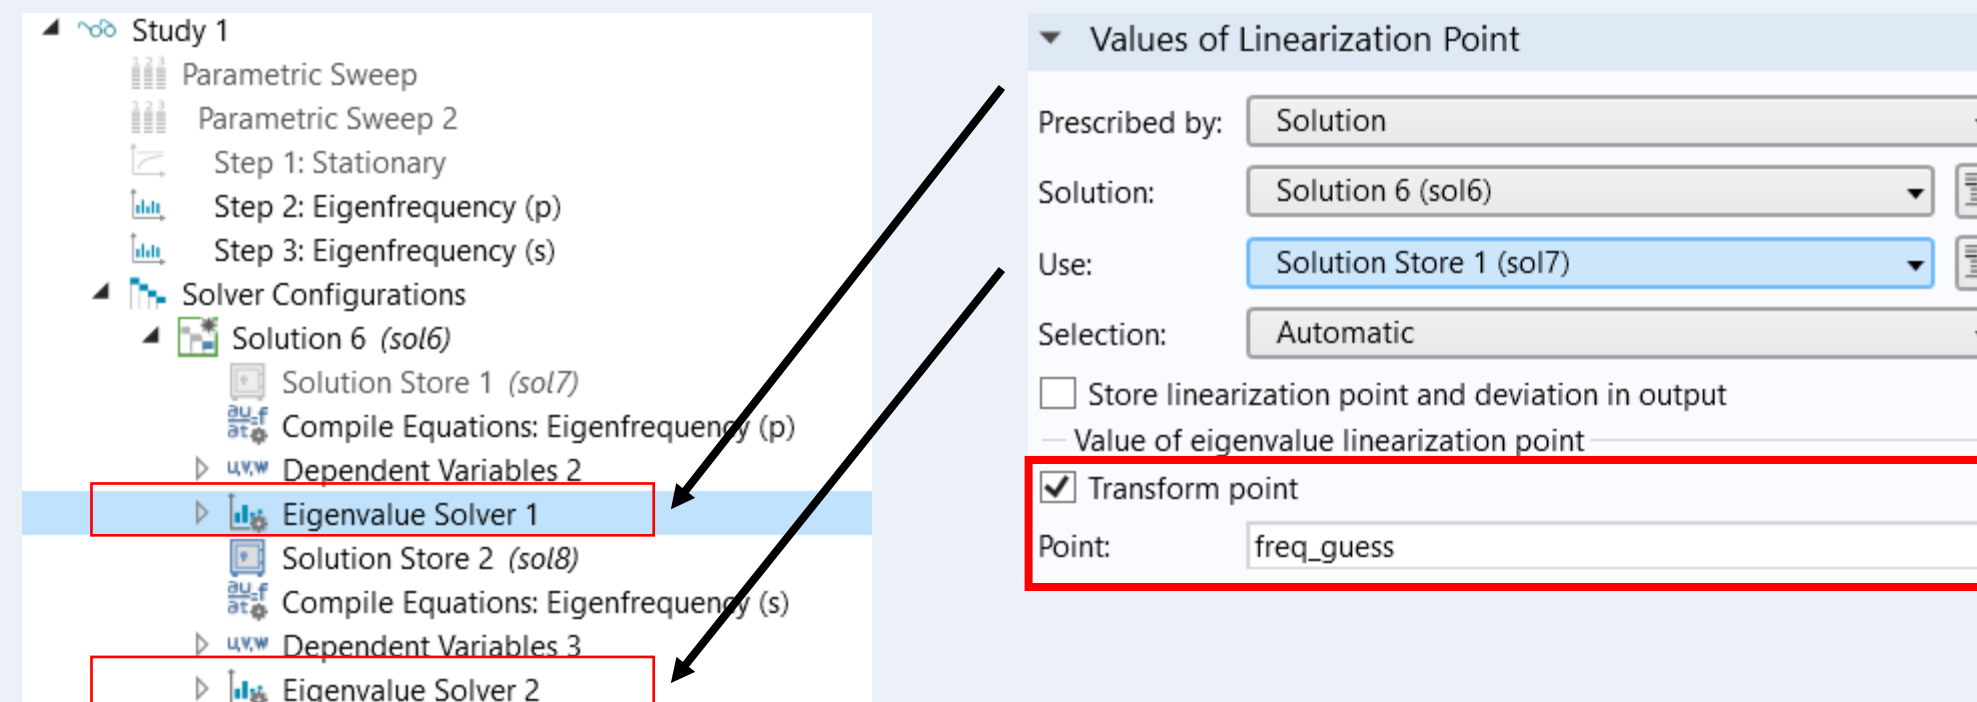 Study 1
Parametric Sweep
Parametric Sweep 2
Step 1: Stationary
Step 2: Eigenfrequency (p)
Step 3: Eigenfrequency (s)
Solver Configurations
Solution 6 (sol6)
Solution Store 1 (sol7)
Compile Equations: Eigenfrequency (p)
Dependent Variables 2
Eigenvalue Solver 1
Solution Store 2 (sol8)
Compile Equations: Eigenfrequency (s)
Dependent Variables 3
Eigenvalue Solver 2
Values of Linearization Point
Prescribed by: Solution
Solution: Solution 6 (sol6)
Use: Solution Store 1 (sol7)
Selection: Automatic
Store linearization point and deviation in output
Value of eigenvalue linearization point
Transform point
Point: freq_guess